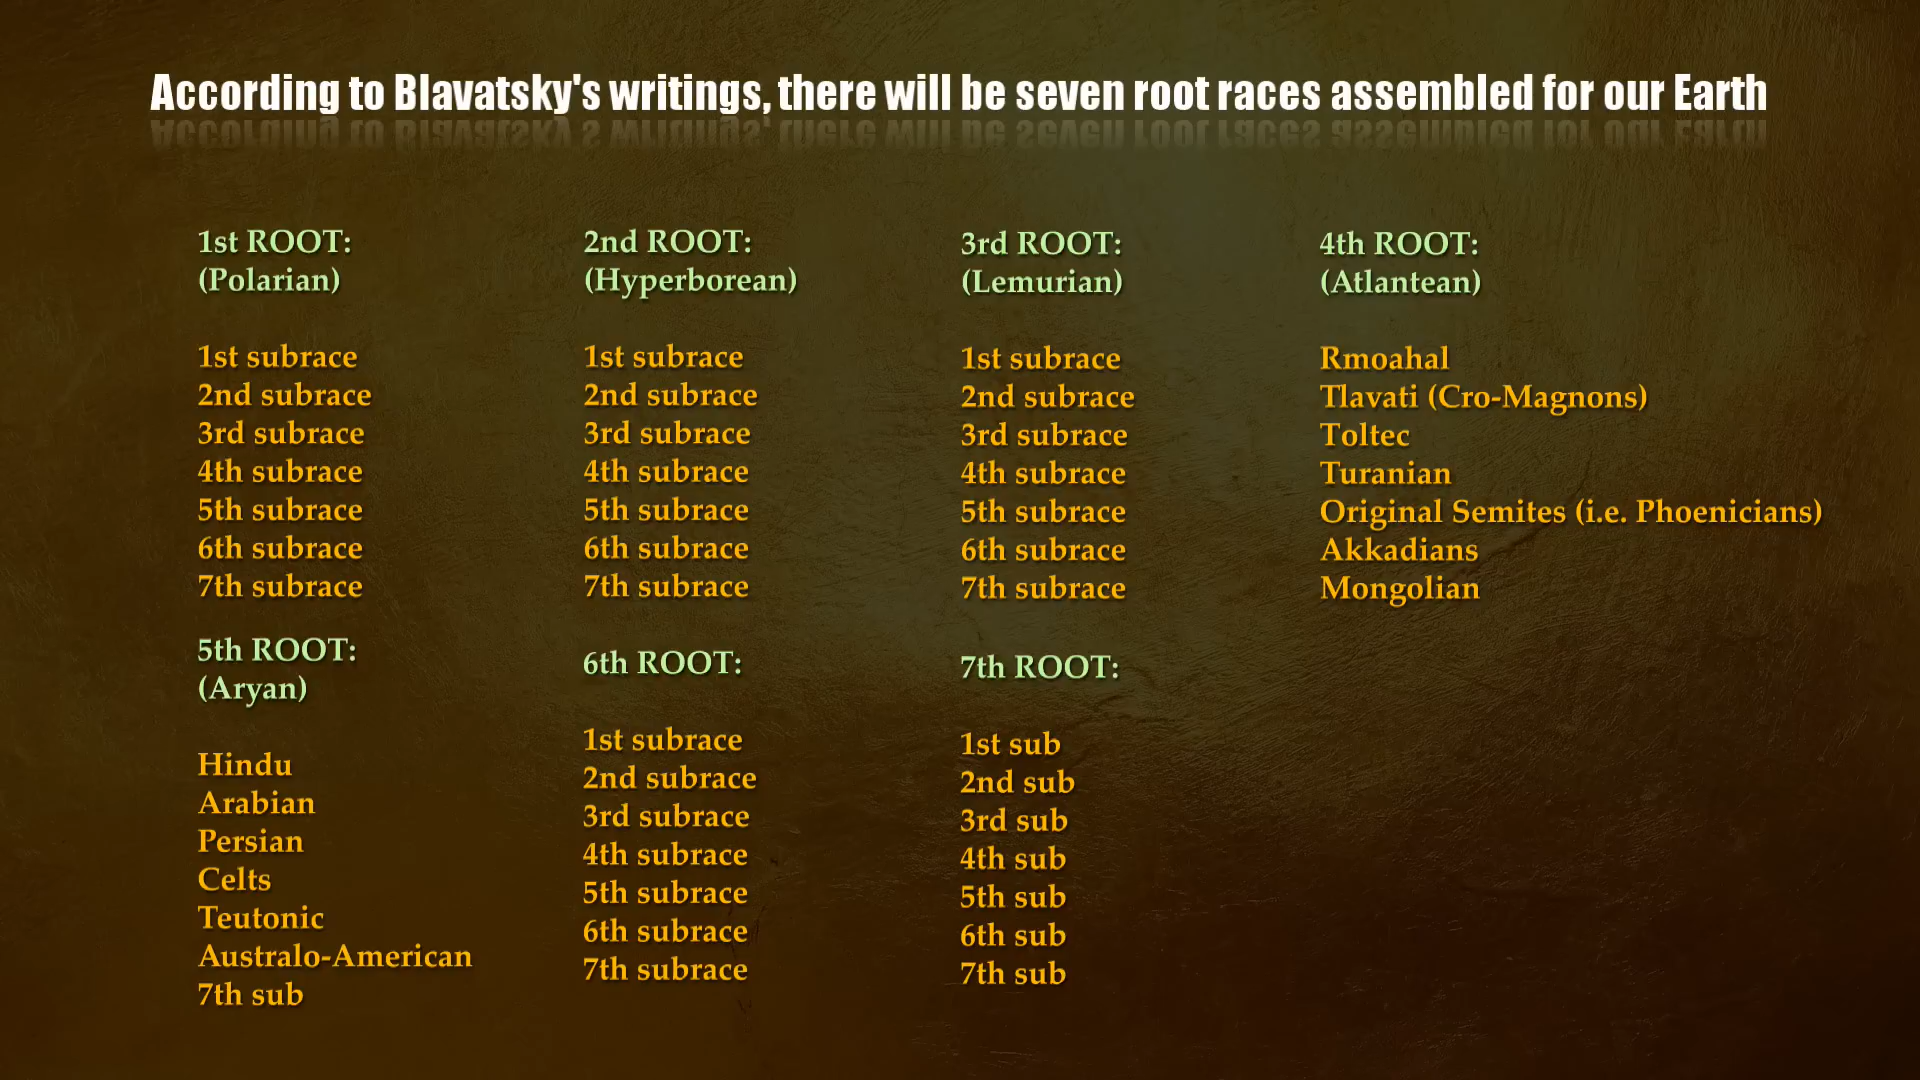 According to Blavatsky's writings, there will be seven root races assembled for our Earth
1st ROOT:
(Polarian)
1st subrace
2nd subrace
3rd subrace
4th subrace
5th subrace
6th subrace
7th subrace
2nd ROOT:
(Hyperborean)
1st subrace
2nd subrace
3rd subrace
4th subrace
5th subrace
6th subrace
7th subrace
3rd ROOT:
(Lemurian)
1st subrace
2nd subrace
3rd subrace
4th subrace
5th subrace
6th subrace
7th subrace
4th ROOT:
(Atlantean)
Rmoahal
Tlavati (Cro-Magnons)
Toltec
Turanian
Original Semites (i.e. Phoenicians)
Akkadians
Mongolian
5th ROOT:
(Aryan)
Hindu
Arabian
Persian
Celts
Teutonic
Australo-American
7th sub
6th ROOT:
1st subrace
2nd subrace
3rd subrace
4th subrace
5th subrace
6th subrace
7th subrace
7th ROOT:
1st sub
2nd sub
3rd sub
4th sub
5th sub
6th sub
7th sub